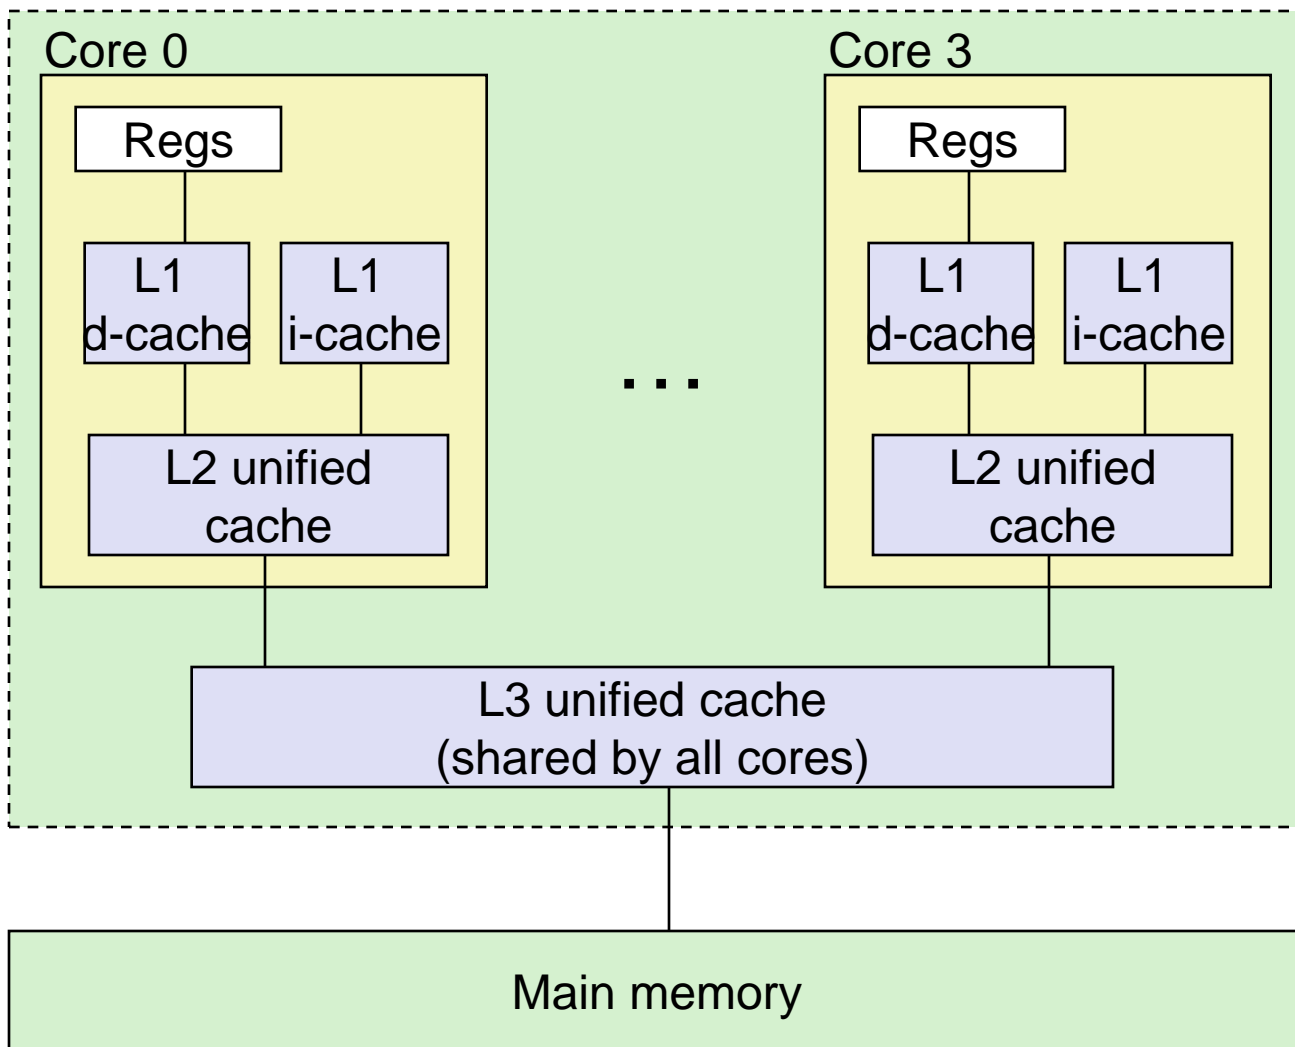 Core 0
Regs
L1
d-cache
L1
i-cache
L2 unified
cache
...
Core 3
Regs
L1
d-cache
L1
i-cache
L2 unified
cache
L3 unified cache
(shared by all cores)
Main memory